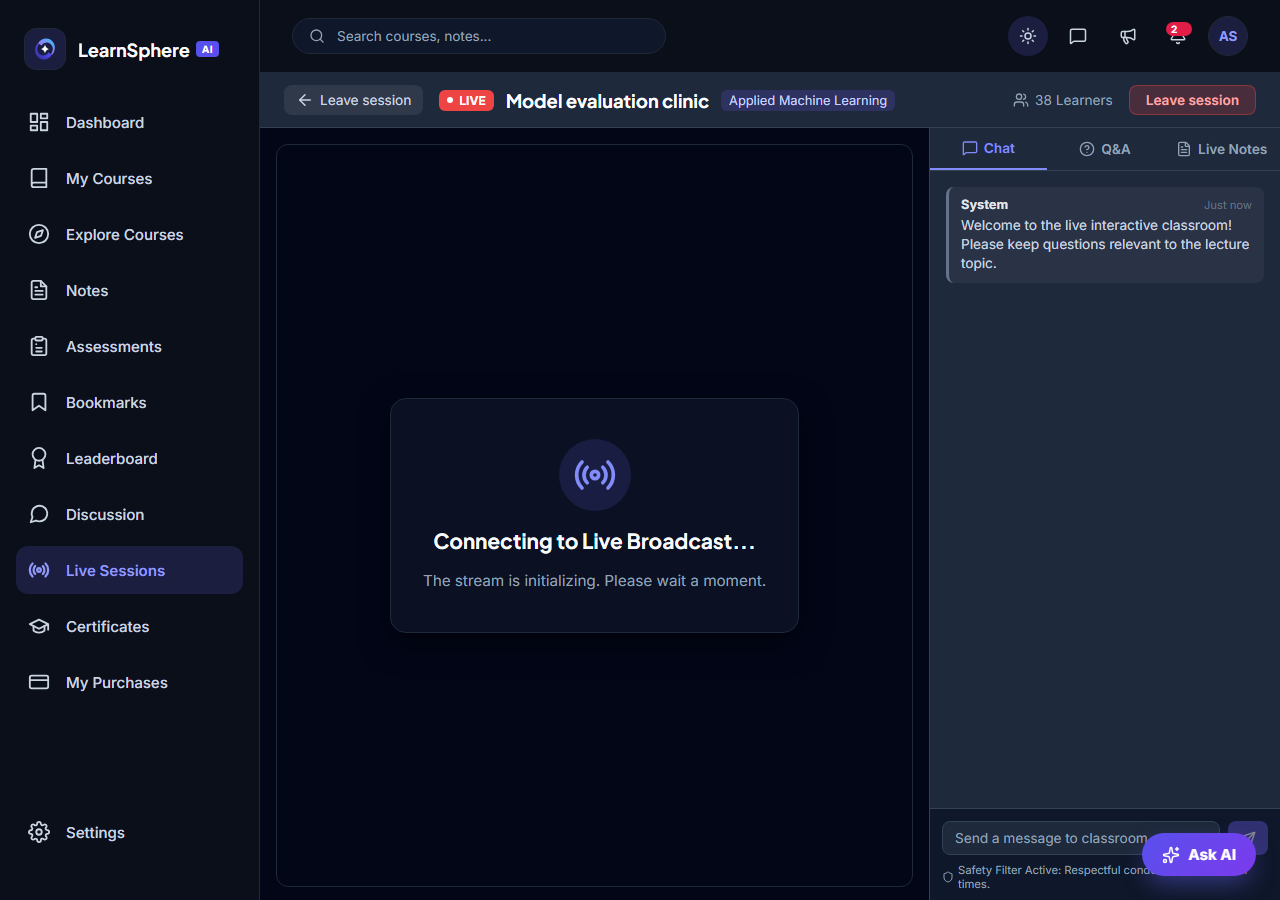 LearnSphere AI
Search courses, notes...
2
AS
Dashboard
My Courses
Explore Courses
Notes
Assessments
Bookmarks
Leaderboard
Discussion
Live Sessions
Certificates
My Purchases
Settings
Leave session
LIVE
Model evaluation clinic
Applied Machine Learning
38 Learners
Leave session
Connecting to Live Broadcast...
The stream is initializing. Please wait a moment.
Chat
Q&A
Live Notes
System
Just now
Welcome to the live interactive classroom!
Please keep questions relevant to the lecture
topic.
Send a message to classroom
Ask AI
Safety Filter Active: Respectful
times.